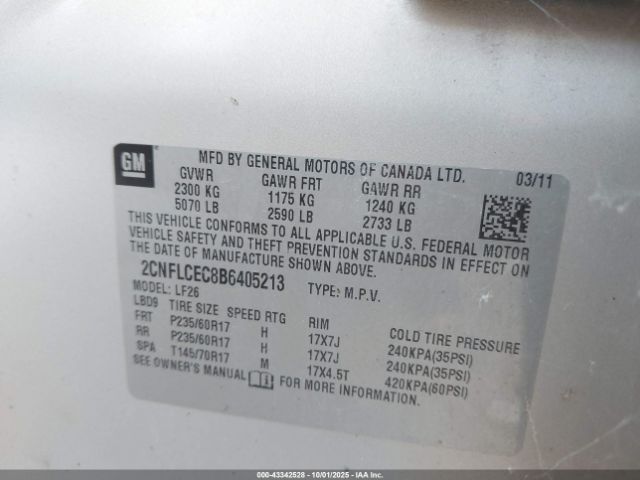 GM
MFD BY GENERAL MOTORS OF CANADA LTD. 03/11
GVWR GAWR FRT GAWR RR
2300 KG 1175 KG 1240 KG
5070 LB 2590 LB 2733 LB
THIS VEHICLE CONFORMS TO ALL APPLICABLE U.S. FEDERAL MOTOR
VEHICLE SAFETY AND THEFT PREVENTION STANDARDS IN EFFECT ON
THE DATE OF MANUFACTURE SHOWN ABOVE.
2CNFLCEC8B6405213 TYPE: M.P.V.
MODEL: LF26
LBD9 TIRE SIZE SPEED RTG RIM COLD TIRE PRESSURE
FRT P235/60R17 H 17X7J 240KPA(35PSI)
RR P235/60R17 H 17X7J 240KPA(35PSI)
SPA T145/70R17 M 17X4.5T 420KPA(60PSI)
SEE OWNER'S MANUAL FOR MORE INFORMATION.
000-43342528 - 10/01/2025 - IAAI.com